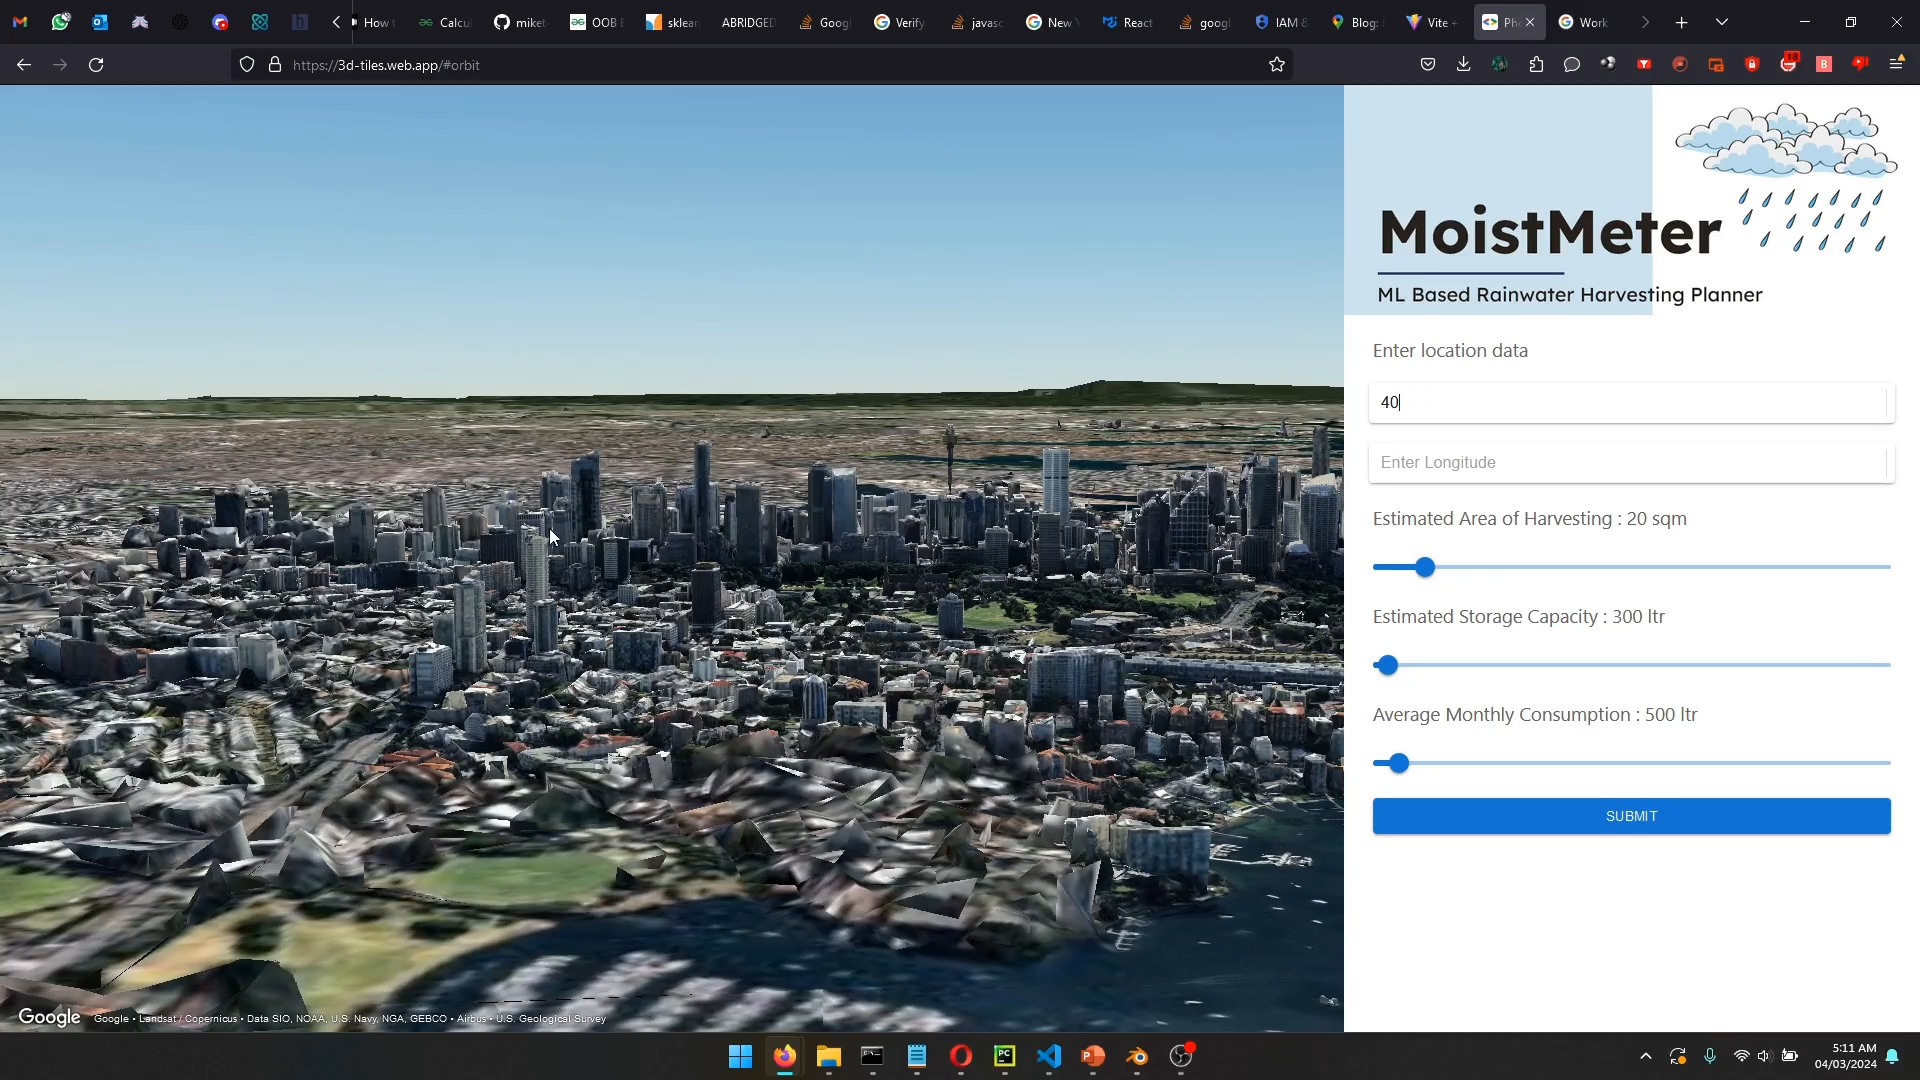 How t
Calcu
miket
OOB E
sklear
ABRIDGED
Googl
Verify
javasc
New Y
React
googl
IAM &
Blog:
Vite +
Pho
Work
https://3d-tiles.web.app/#orbit
MoistMeter
ML Based Rainwater Harvesting Planner
Enter location data
40
Enter Longitude
Estimated Area of Harvesting : 20 sqm
Estimated Storage Capacity : 300 ltr
Average Monthly Consumption : 500 ltr
SUBMIT
Google Google • Landsat / Copernicus • Data SIO, NOAA, U.S. Navy, NGA, GEBCO • Airbus • U.S. Geological Survey
5:11 AM
04/03/2024